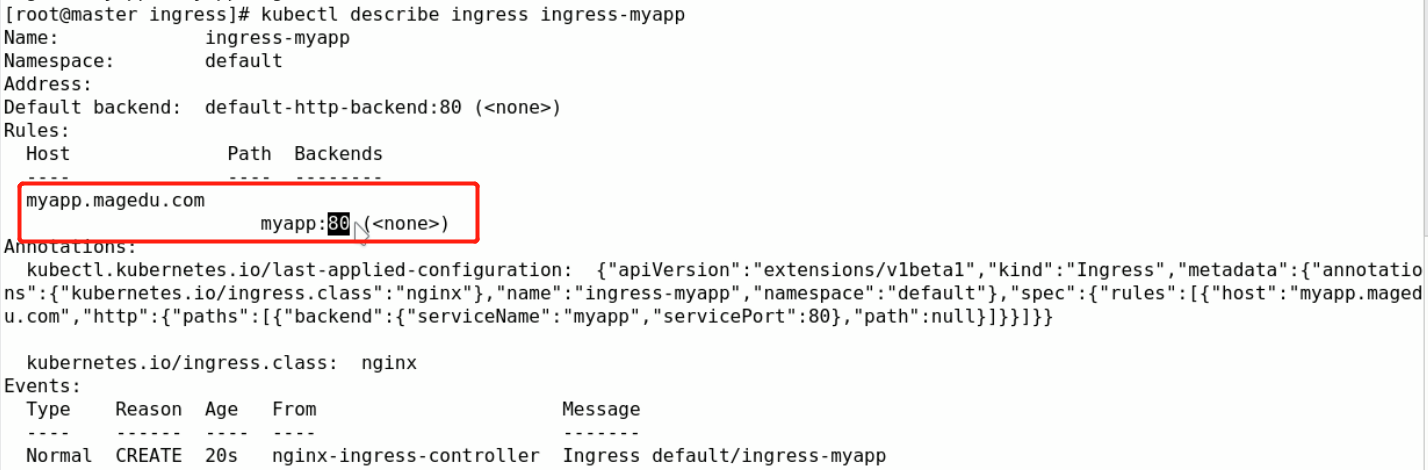 [root@master ingress]# kubectl describe ingress ingress-myapp
Name:             ingress-myapp
Namespace:        default
Address:
Default backend:  default-http-backend:80 (<none>)
Rules:
  Host               Path  Backends
  ----               ----  --------
  myapp.magedu.com
                        myapp:80 (<none>)
Annotations:
  kubectl.kubernetes.io/last-applied-configuration:  {"apiVersion":"extensions/v1beta1","kind":"Ingress","metadata":{"annotatio
ns":{"kubernetes.io/ingress.class":"nginx"},"name":"ingress-myapp","namespace":"default"},"spec":{"rules":[{"host":"myapp.maged
u.com","http":{"paths":[{"backend":{"serviceName":"myapp","servicePort":80},"path":null}]}}]}}
  kubernetes.io/ingress.class:  nginx
Events:
  Type    Reason  Age   From                      Message
  ----    ------  ----  ----                      -------
  Normal  CREATE  20s   nginx-ingress-controller  Ingress default/ingress-myapp